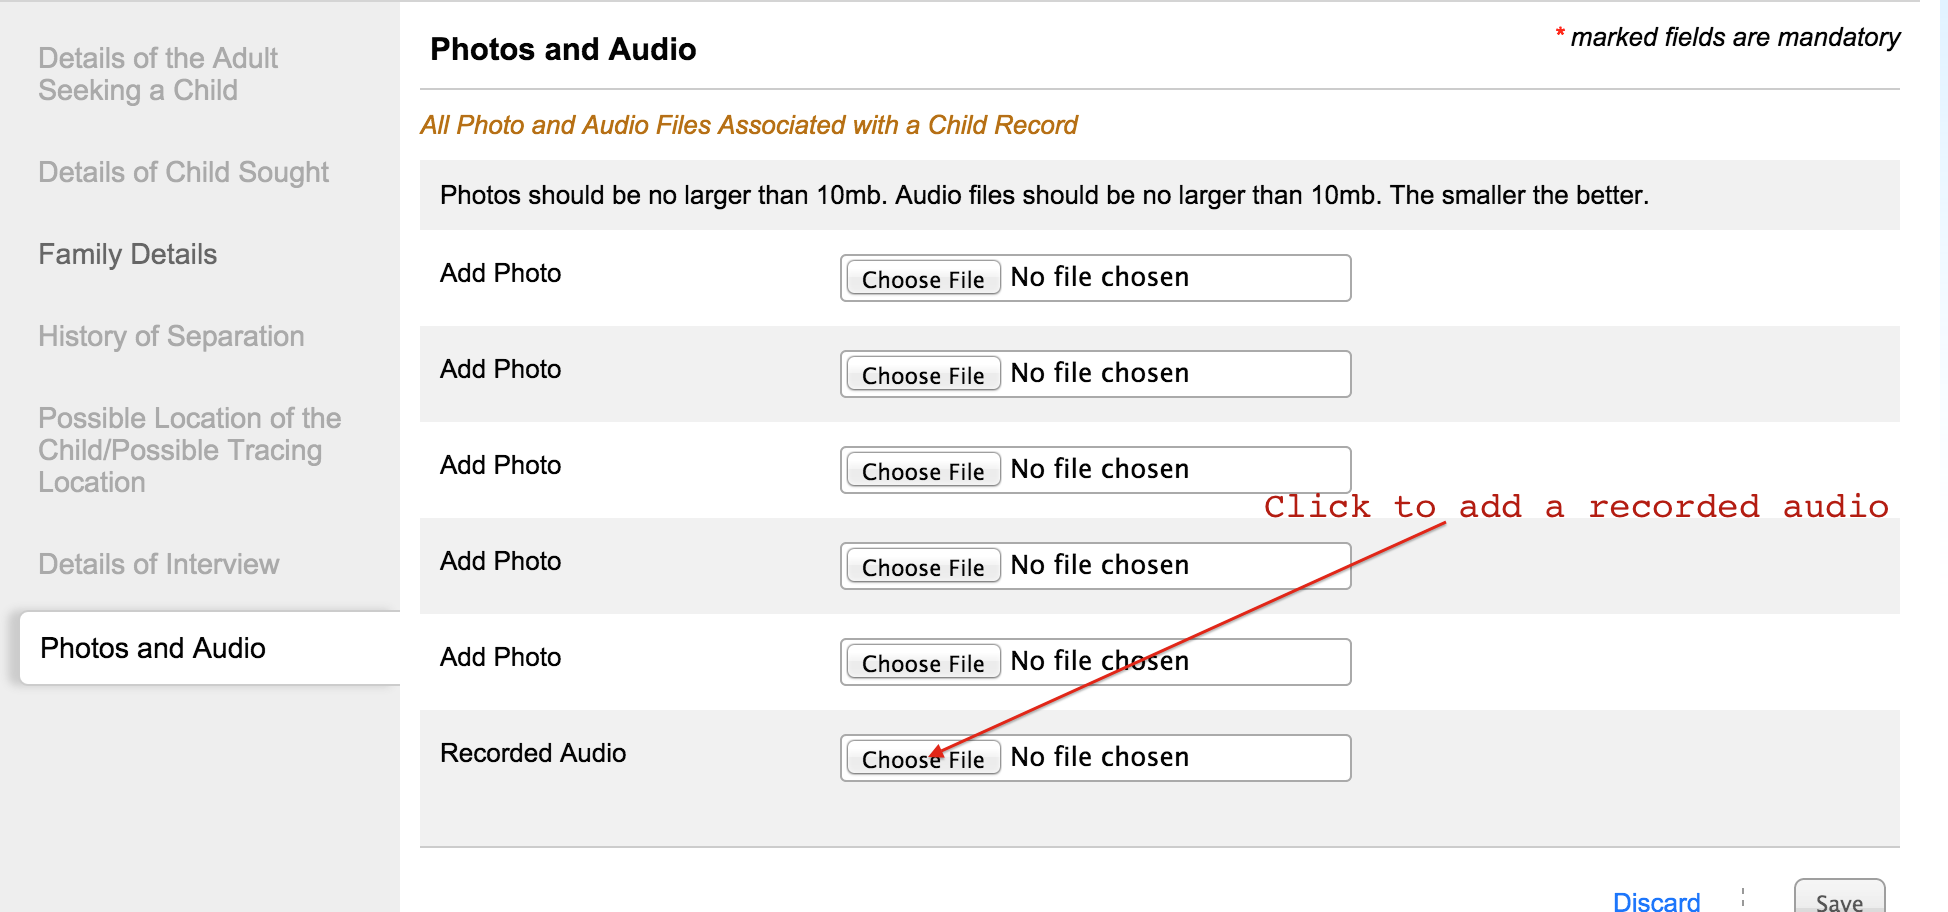 Details of the Adult
Seeking a Child
Details of Child Sought
Family Details
History of Separation
Possible Location of the
Child/Possible Tracing
Location
Details of Interview
Photos and Audio
Photos and Audio
* marked fields are mandatory
All Photo and Audio Files Associated with a Child Record
Photos should be no larger than 10mb. Audio files should be no larger than 10mb. The smaller the better.
Add Photo Choose File No file chosen
Add Photo Choose File No file chosen
Add Photo Choose File No file chosen
Click to add a recorded audio
Add Photo Choose File No file chosen
Add Photo Choose File No file chosen
Recorded Audio Choose File No file chosen
Discard Save